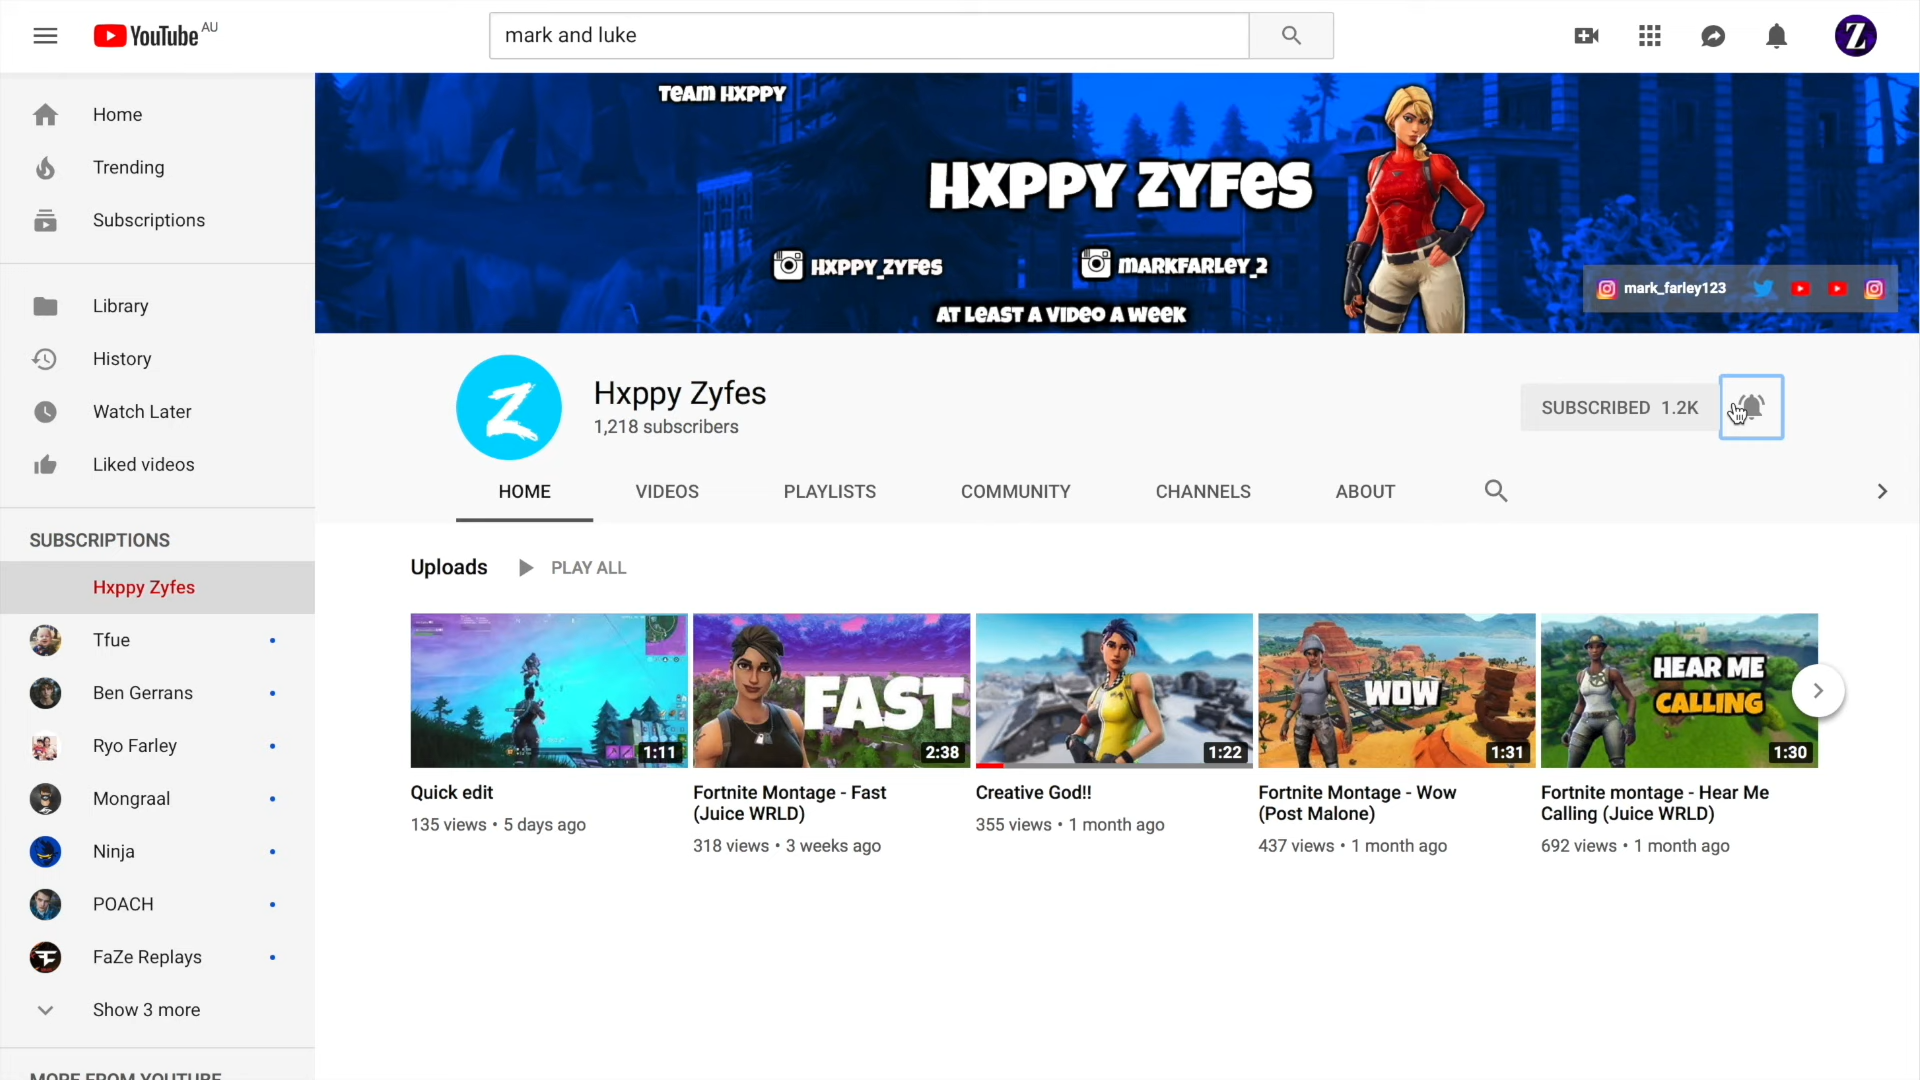 YouTube AU
mark and luke
Z
Home
Trending
Subscriptions
Library
History
Watch Later
Liked videos
SUBSCRIPTIONS
Hxppy Zyfes
Tfue
Ben Gerrans
Ryo Farley
Mongraal
Ninja
POACH
FaZe Replays
Show 3 more
MORE FROM YOUTUBE
TEAM HXPPY
HXPPY ZYFES
HXPPY_ZYFES
MARKFARLEY_2
AT LEAST A VIDEO A WEEK
mark_farley123
Z
Hxppy Zyfes
1,218 subscribers
SUBSCRIBED 1.2K
HOME
VIDEOS
PLAYLISTS
COMMUNITY
CHANNELS
ABOUT
Uploads
PLAY ALL
1:11
Quick edit
135 views • 5 days ago
FAST
2:38
Fortnite Montage - Fast
(Juice WRLD)
318 views • 3 weeks ago
1:22
Creative God!!
355 views • 1 month ago
WOW
1:31
Fortnite Montage - Wow
(Post Malone)
437 views • 1 month ago
HEAR ME
CALLING
1:30
Fortnite montage - Hear Me
Calling (Juice WRLD)
692 views • 1 month ago